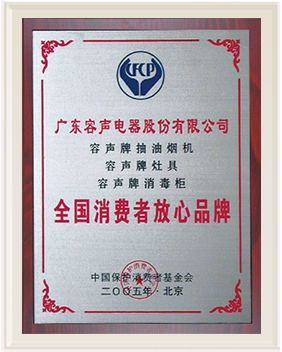 广东容声电器股份有限公司
容声牌抽油烟机
容声牌灶具
容声牌消毒柜
全国消费者放心品牌
中国保护消费者基金会
二〇〇五年·北京